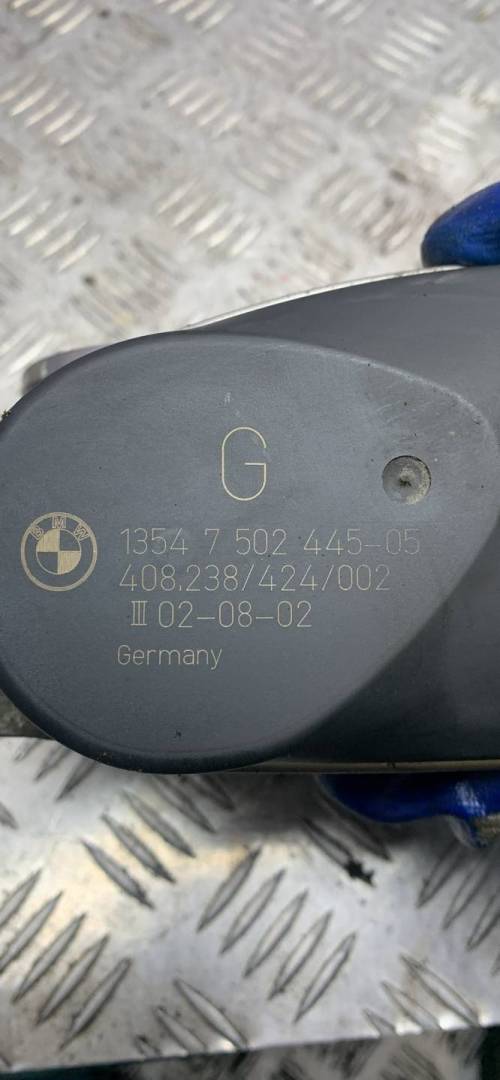 G
BMW
1354 7 502 445-05
408.238/424/002
III 02-08-02
Germany